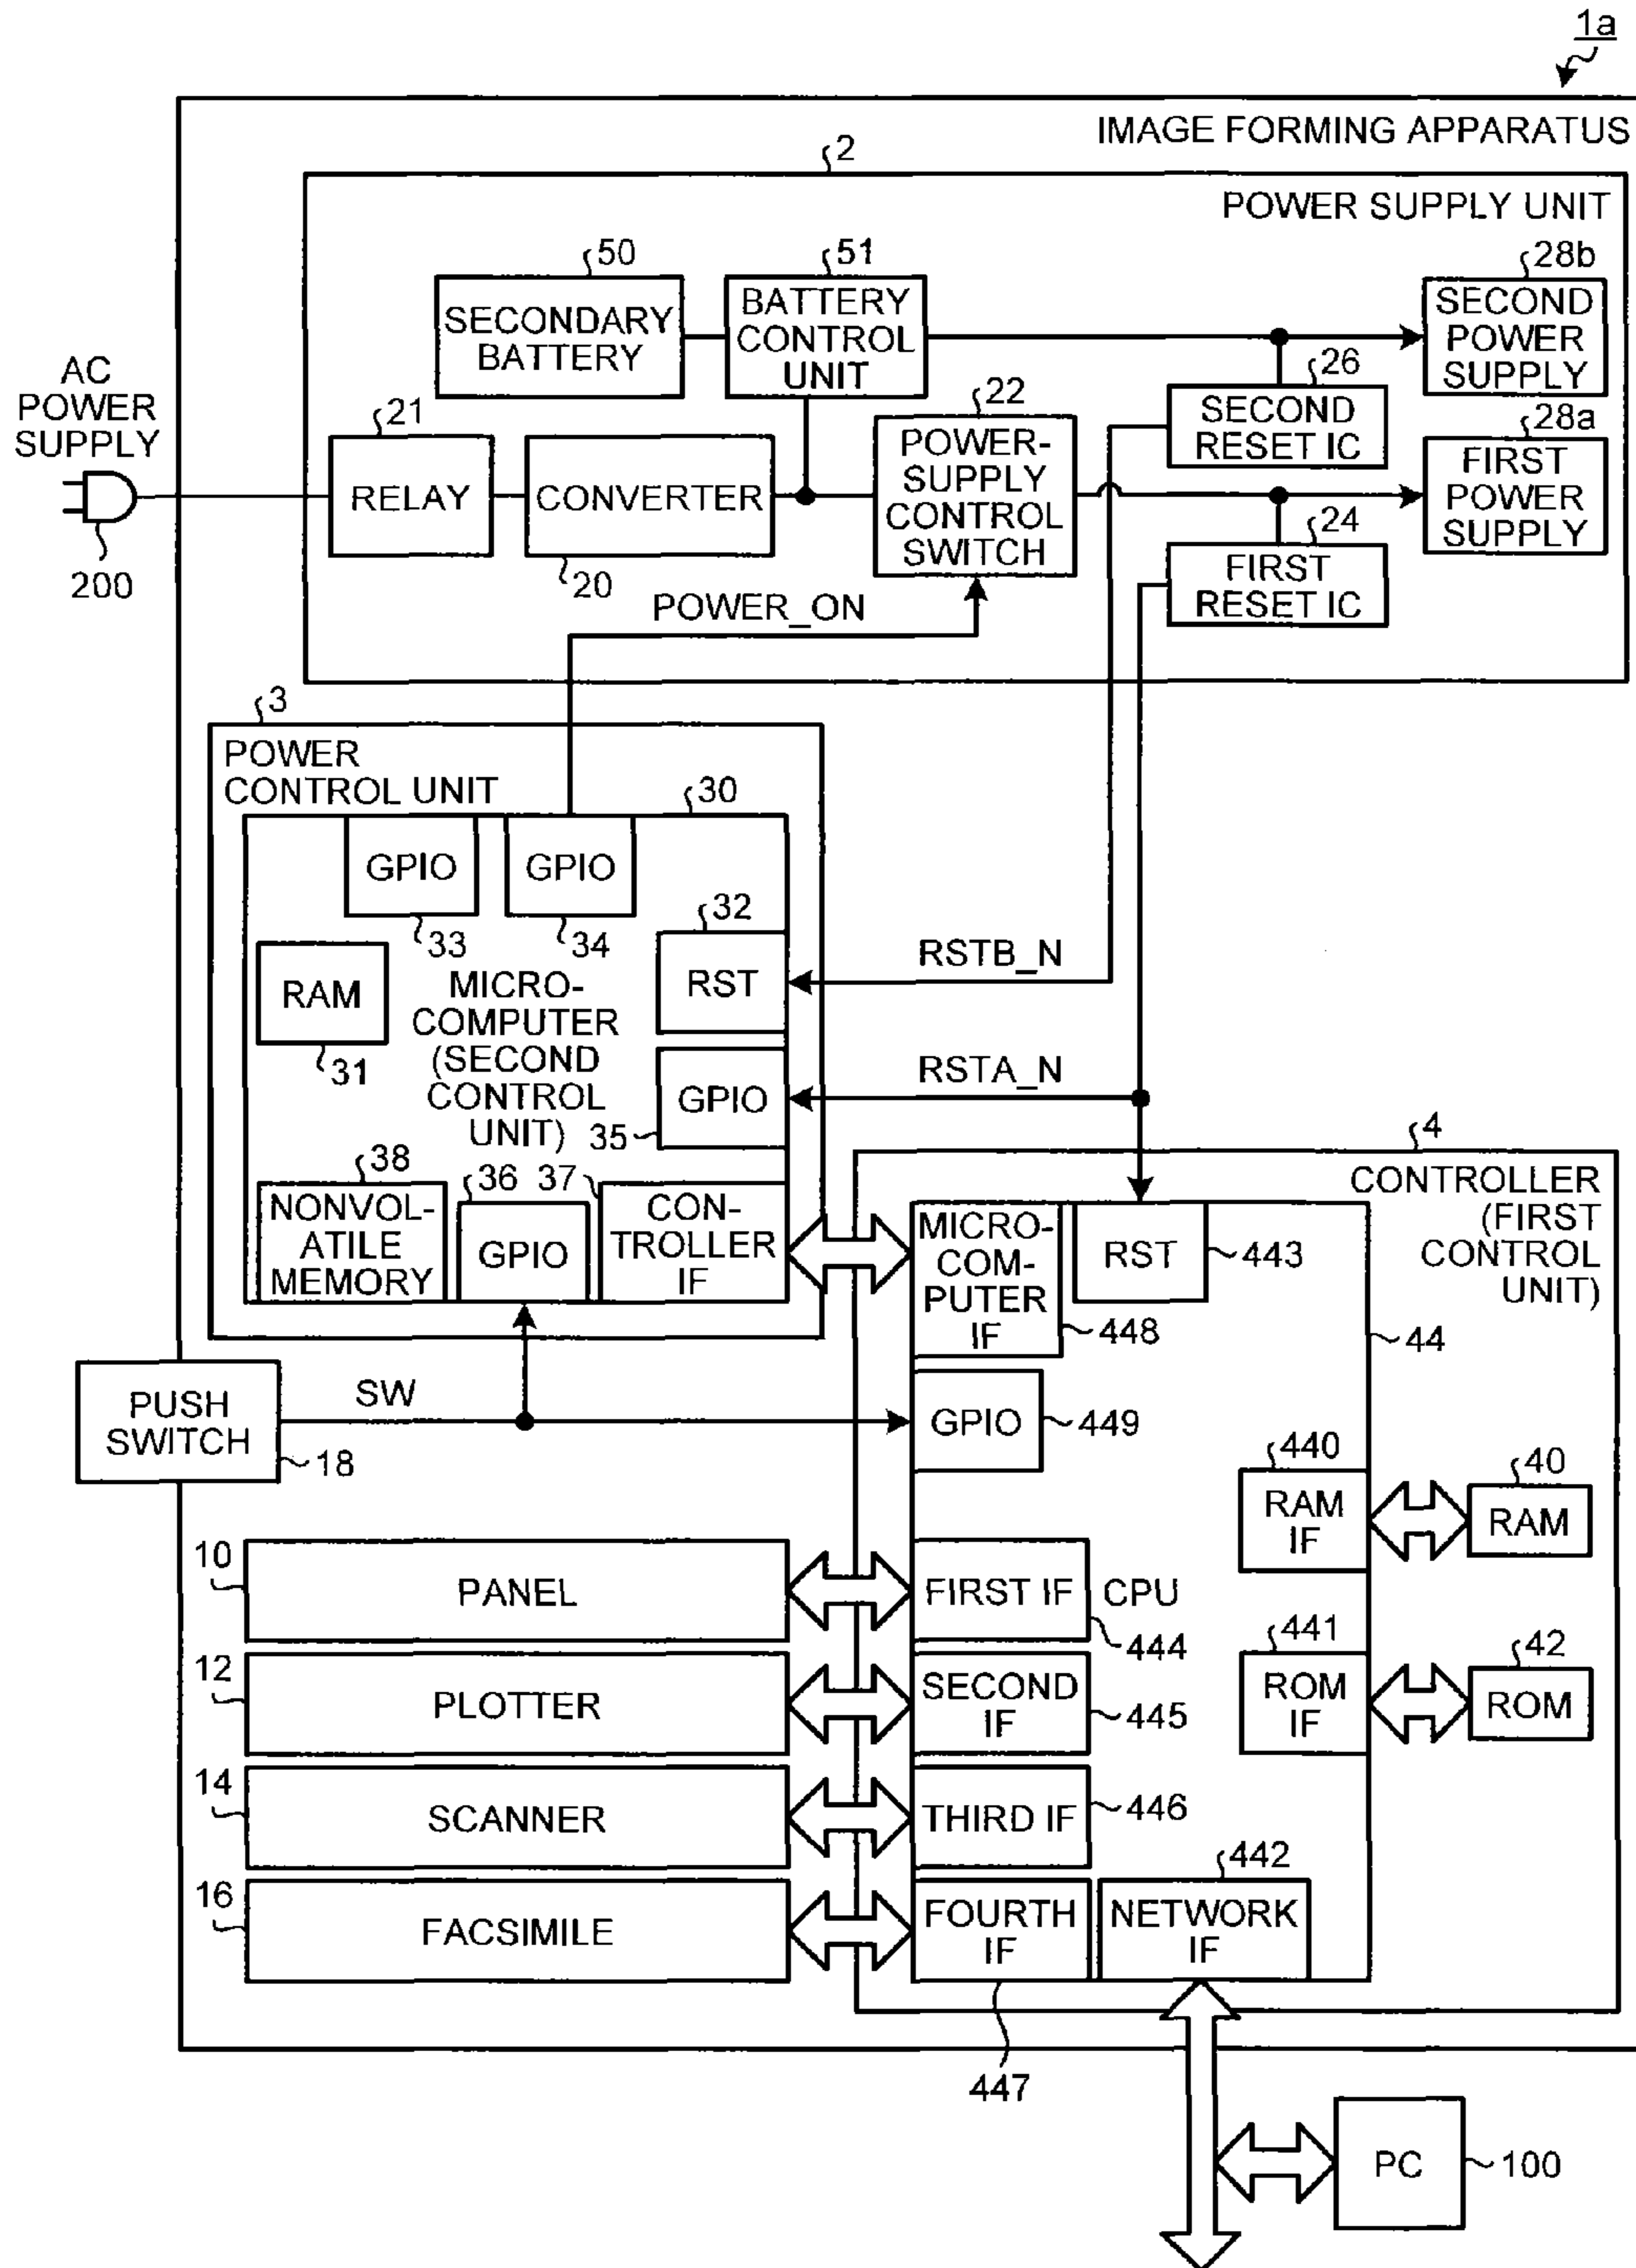 1a
IMAGE FORMING APPARATUS
2
POWER SUPPLY UNIT
50
SECONDARY
BATTERY
51
BATTERY
CONTROL
UNIT
28b
SECOND
POWER
SUPPLY
26
SECOND
RESET IC
AC
POWER
SUPPLY
200
21
RELAY
CONVERTER
20
22
POWER-
SUPPLY
CONTROL
SWITCH
28a
FIRST
POWER
SUPPLY
24
FIRST
RESET IC
POWER_ON
3
POWER
CONTROL UNIT
30
GPIO
33
GPIO
34
32
RST
RSTB_N
RAM
31
MICRO-
COMPUTER
(SECOND
CONTROL
UNIT)
GPIO
35
RSTA_N
38
NONVOL-
ATILE
MEMORY
36
GPIO
37
CON-
TROLLER
IF
4
CONTROLLER
(FIRST
CONTROL
UNIT)
MICRO-
COM-
PUTER
IF
448
RST
443
44
PUSH
SWITCH
18
SW
GPIO
449
440
RAM
IF
40
RAM
10
PANEL
FIRST IF
444
CPU
441
ROM
IF
42
ROM
12
PLOTTER
SECOND
IF
445
14
SCANNER
THIRD IF
446
16
FACSIMILE
FOURTH
IF
447
442
NETWORK
IF
PC
100